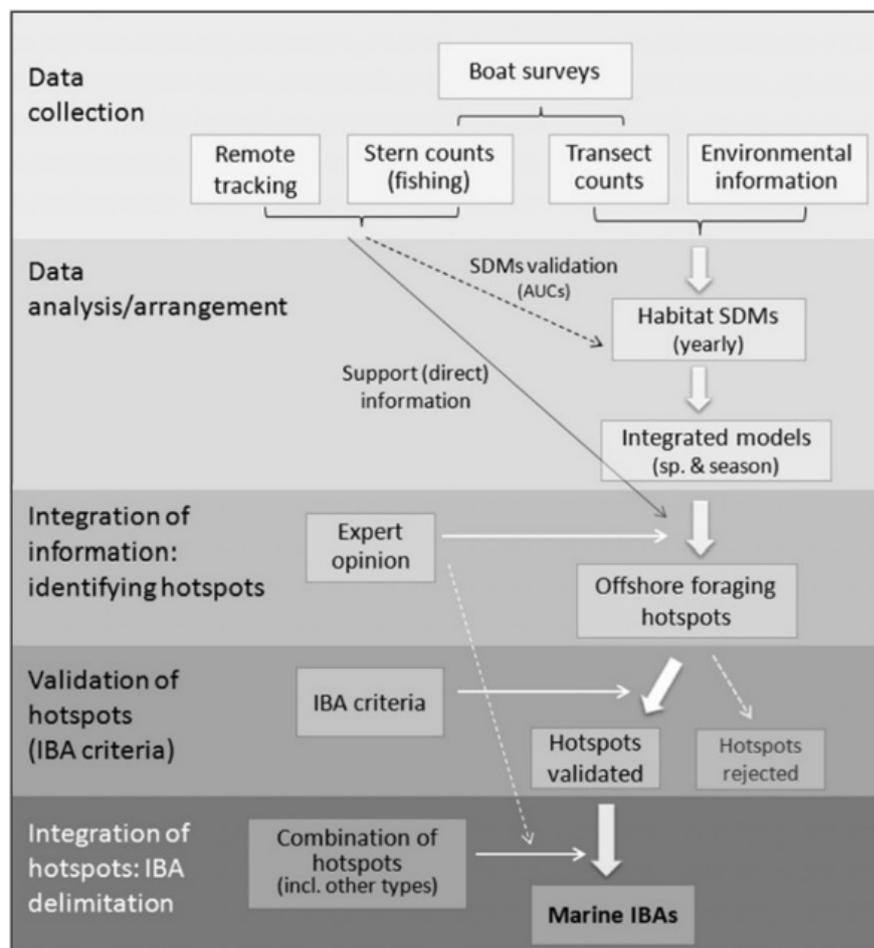 Data
collection
Boat surveys
Remote
tracking
Stern counts
(fishing)
Transect
counts
Environmental
information
Data
analysis/arrangement
SDMs validation
(AUCs)
Habitat SDMs
(yearly)
Support (direct)
information
Integrated models
(sp. & season)
Integration of
information:
identifying hotspots
Expert
opinion
Offshore foraging
hotspots
Validation of
hotspots
(IBA criteria)
IBA criteria
Hotspots
validated
Hotspots
rejected
Integration of
hotspots: IBA
delimitation
Combination of
hotspots
(incl. other types)
Marine IBAs